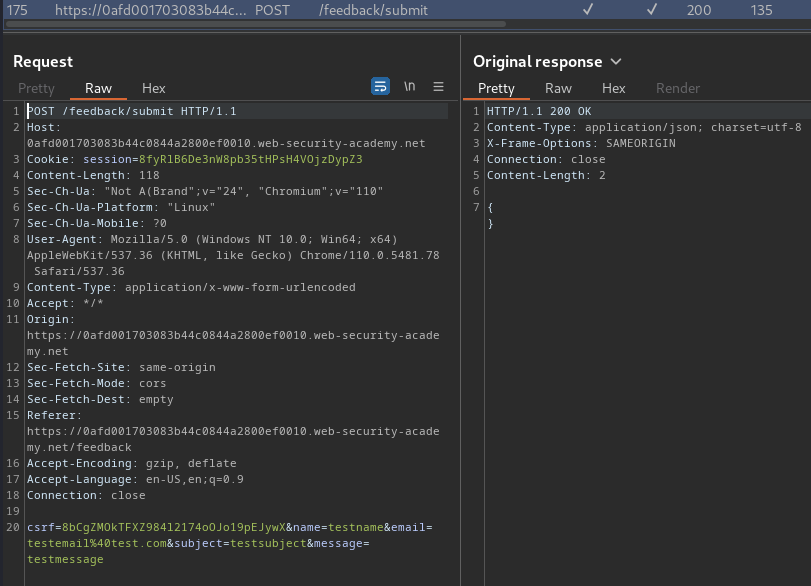 175 https://0afd001703083b44c... POST /feedback/submit ✓ ✓ 200 135
Request
Pretty Raw Hex \n
1 POST /feedback/submit HTTP/1.1
2 Host:
0afd001703083b44c0844a2800ef0010.web-security-academy.net
3 Cookie: session=8fyRlB6De3nW8pb35tHPsH4VOjzDypZ3
4 Content-Length: 118
5 Sec-Ch-Ua: "Not A(Brand";v="24", "Chromium";v="110"
6 Sec-Ch-Ua-Platform: "Linux"
7 Sec-Ch-Ua-Mobile: ?0
8 User-Agent: Mozilla/5.0 (Windows NT 10.0; Win64; x64)
AppleWebKit/537.36 (KHTML, like Gecko) Chrome/110.0.5481.78
Safari/537.36
9 Content-Type: application/x-www-form-urlencoded
10 Accept: */*
11 Origin:
https://0afd001703083b44c0844a2800ef0010.web-security-acade
my.net
12 Sec-Fetch-Site: same-origin
13 Sec-Fetch-Mode: cors
14 Sec-Fetch-Dest: empty
15 Referer:
https://0afd001703083b44c0844a2800ef0010.web-security-acade
my.net/feedback
16 Accept-Encoding: gzip, deflate
17 Accept-Language: en-US,en;q=0.9
18 Connection: close
19
20 csrf=8bCgZMOkTFXZ98412174oOJo19pEJywX&name=testname&email=
testemail%40test.com&subject=testsubject&message=
testmessage
Original response
Pretty Raw Hex Render
1 HTTP/1.1 200 OK
2 Content-Type: application/json; charset=utf-8
3 X-Frame-Options: SAMEORIGIN
4 Connection: close
5 Content-Length: 2
6
7 {
}